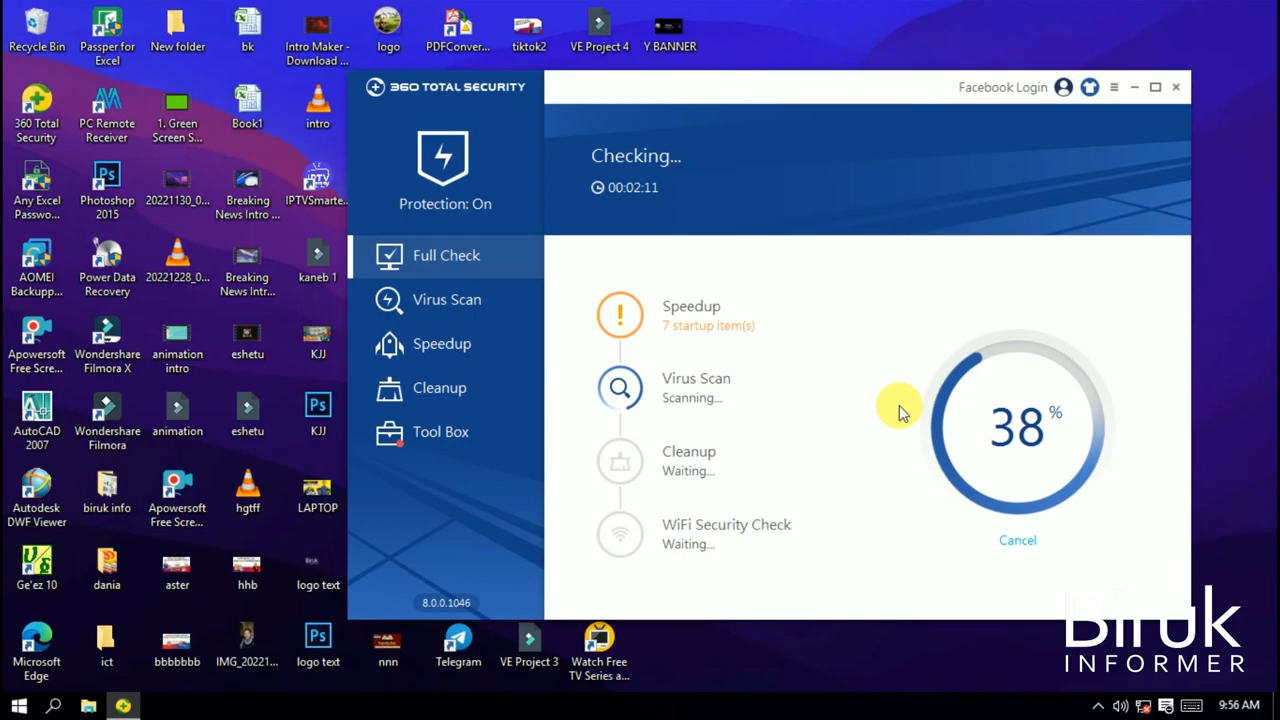 Recycle Bin
Passper for
Excel
New folder
bk
Intro Maker -
Download ...
logo
PDFConver...
tiktok2
VE Project 4
Y BANNER
360 Total
Security
PC Remote
Receiver
1. Green
Screen S...
Book1
intro
Any Excel
Passwo...
Photoshop
2015
20221130_0...
Breaking
News Intro ...
IPTVSmarte...
AOMEI
Backupp...
Power Data
Recovery
20221228_0...
Breaking
News Intr...
kaneb 1
Apowersoft
Free Scre...
Wondershare
Filmora X
animation
intro
eshetu
KJJ
AutoCAD
2007
Wondershare
Filmora
animation
eshetu
KJJ
Autodesk
DWF Viewer
biruk info
Apowersoft
Free Scre...
hgtff
LAPTOP
Ge'ez 10
dania
aster
hhb
logo text
Microsoft
Edge
ict
bbbbbbb
IMG_20221...
logo text
nnn
Telegram
VE Project 3
Watch Free
TV Series a...
360 TOTAL SECURITY
Facebook Login
Protection: On
Full Check
Virus Scan
Speedup
Cleanup
Tool Box
8.0.0.1046
Checking...
00:02:11
Speedup
7 startup item(s)
Virus Scan
Scanning...
Cleanup
Waiting...
WiFi Security Check
Waiting...
38%
Cancel
Biruk
INFORMER
9:56 AM